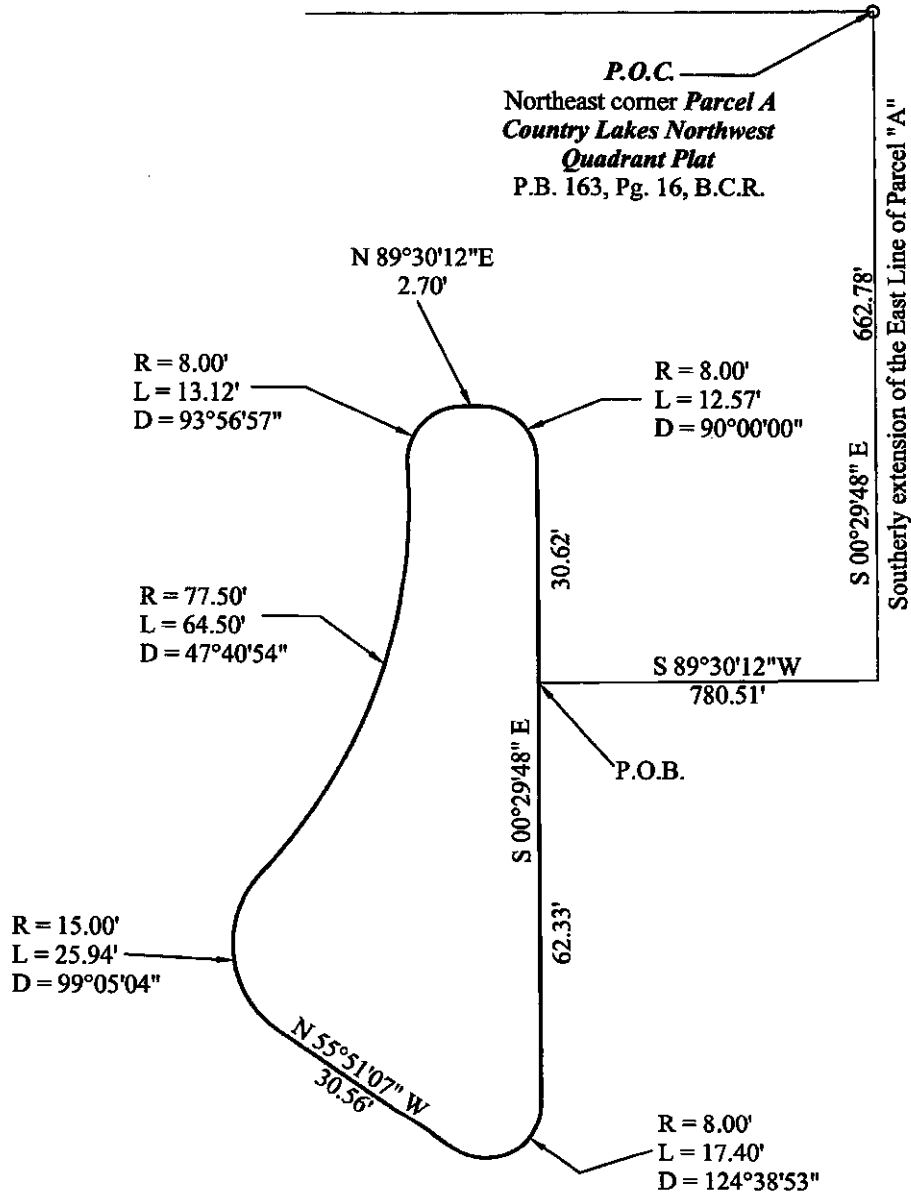 P.O.C.
Northeast corner Parcel A
Country Lakes Northwest
Quadrant Plat
P.B. 163, Pg. 16, B.C.R.
Southerly extension of the East Line of Parcel "A"
662.78'
S 00°29'48" E
N 89°30'12"E
2.70'
R = 8.00'
L = 13.12'
D = 93°56'57"
R = 8.00'
L = 12.57'
D = 90°00'00"
30.62'
R = 77.50'
L = 64.50'
D = 47°40'54"
S 89°30'12"W
780.51'
P.O.B.
S 00°29'48" E
62.33'
R = 15.00'
L = 25.94'
D = 99°05'04"
N 55°51'07" W
30.56'
R = 8.00'
L = 17.40'
D = 124°38'53"